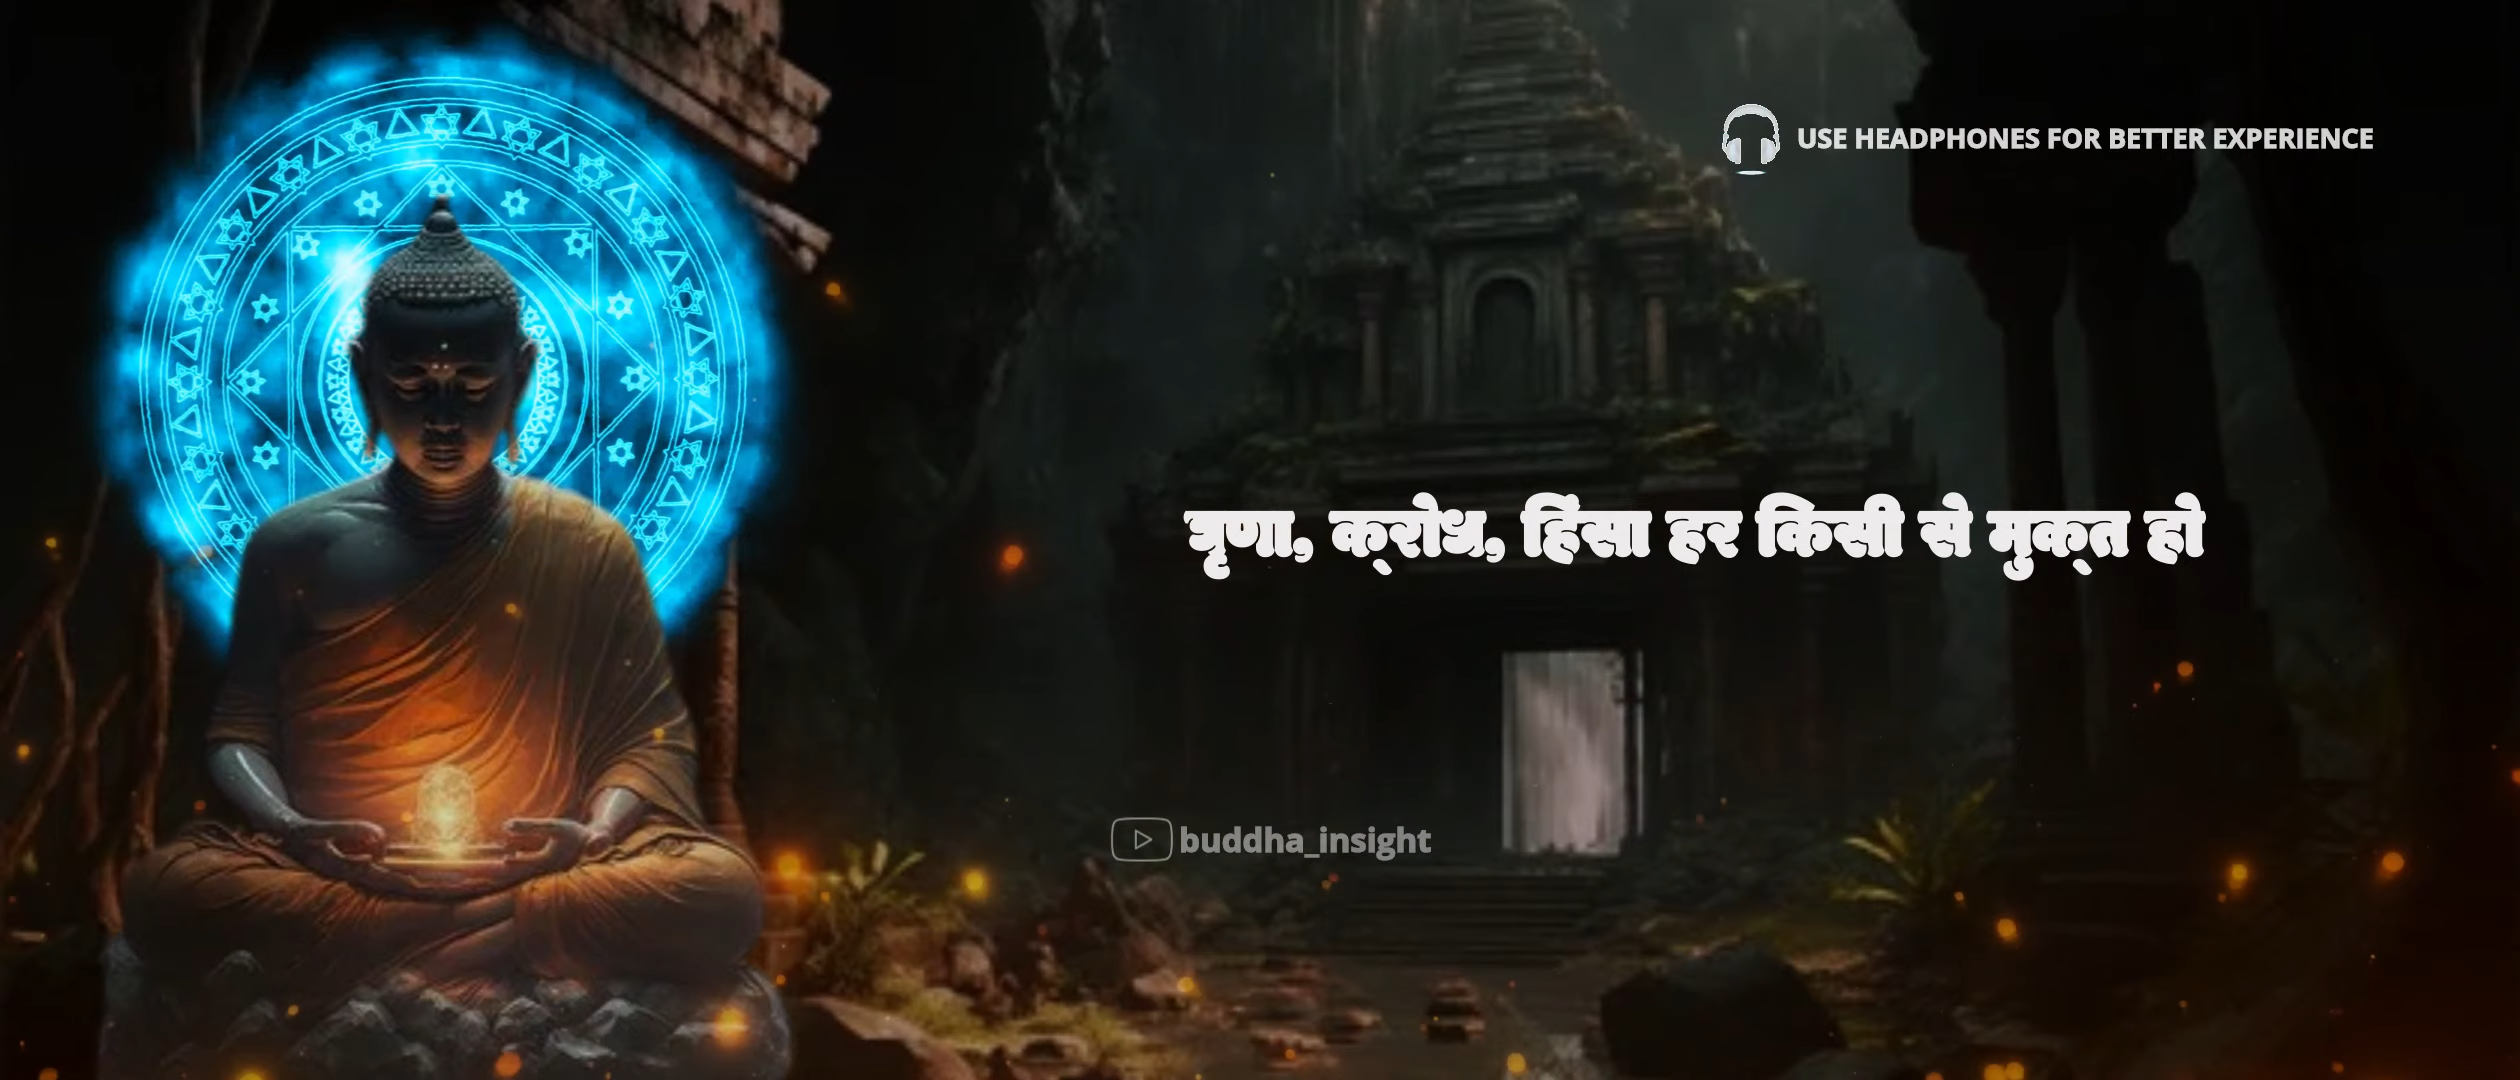 USE HEADPHONES FOR BETTER EXPERIENCE
घृणा, क्‌रोध, हिंसा हर किसी से मुक्‌त हो
buddha_insight